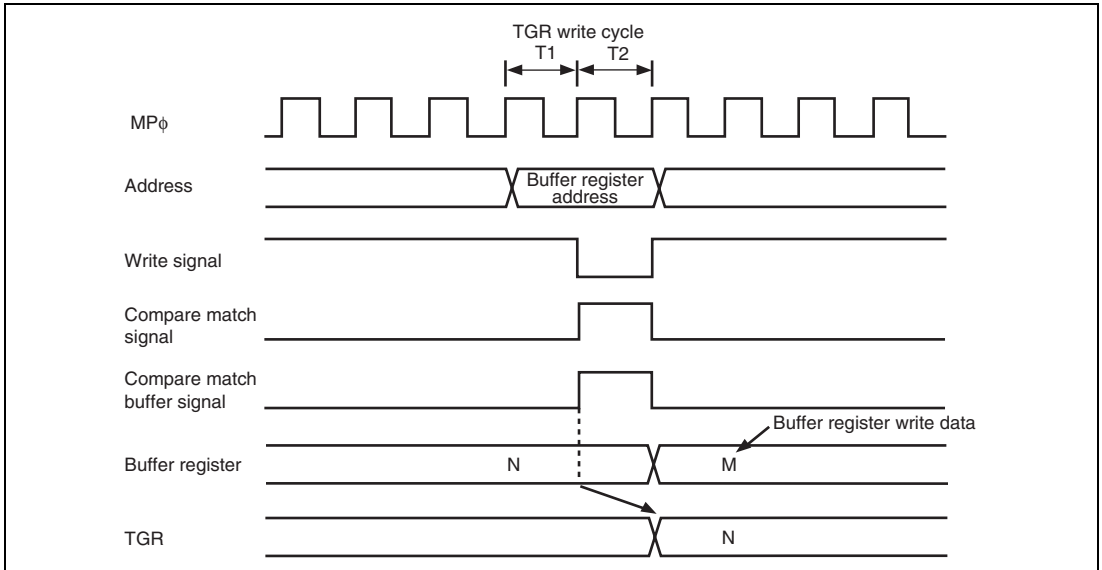 TGR write cycle
T1 T2
MPϕ
Address
Buffer register
address
Write signal
Compare match
signal
Compare match
buffer signal
Buffer register write data
Buffer register N M
TGR N